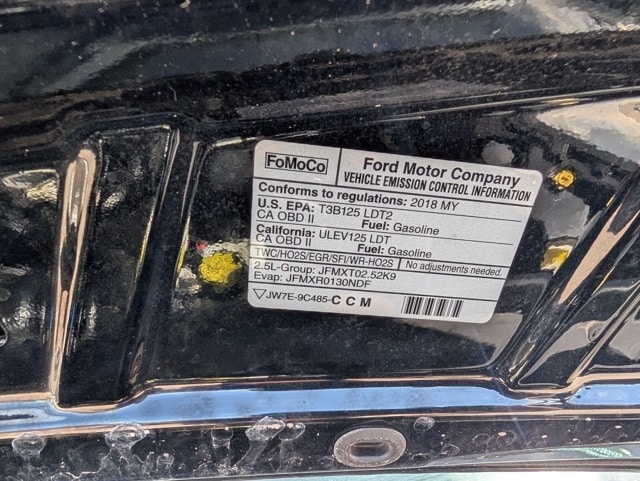 FoMoCo
Ford Motor Company
VEHICLE EMISSION CONTROL INFORMATION
Conforms to regulations: 2018 MY
U.S. EPA: T3B125 LDT2
CA OBD II Fuel: Gasoline
California: ULEV125 LDT
CA OBD II Fuel: Gasoline
TWC/HO2S/EGR/SFI/WR-HO2S No adjustments needed.
2.5L-Group: JFMXT02.52K9
Evap: JFMXR0130NDF
JW7E-9C485-C C M